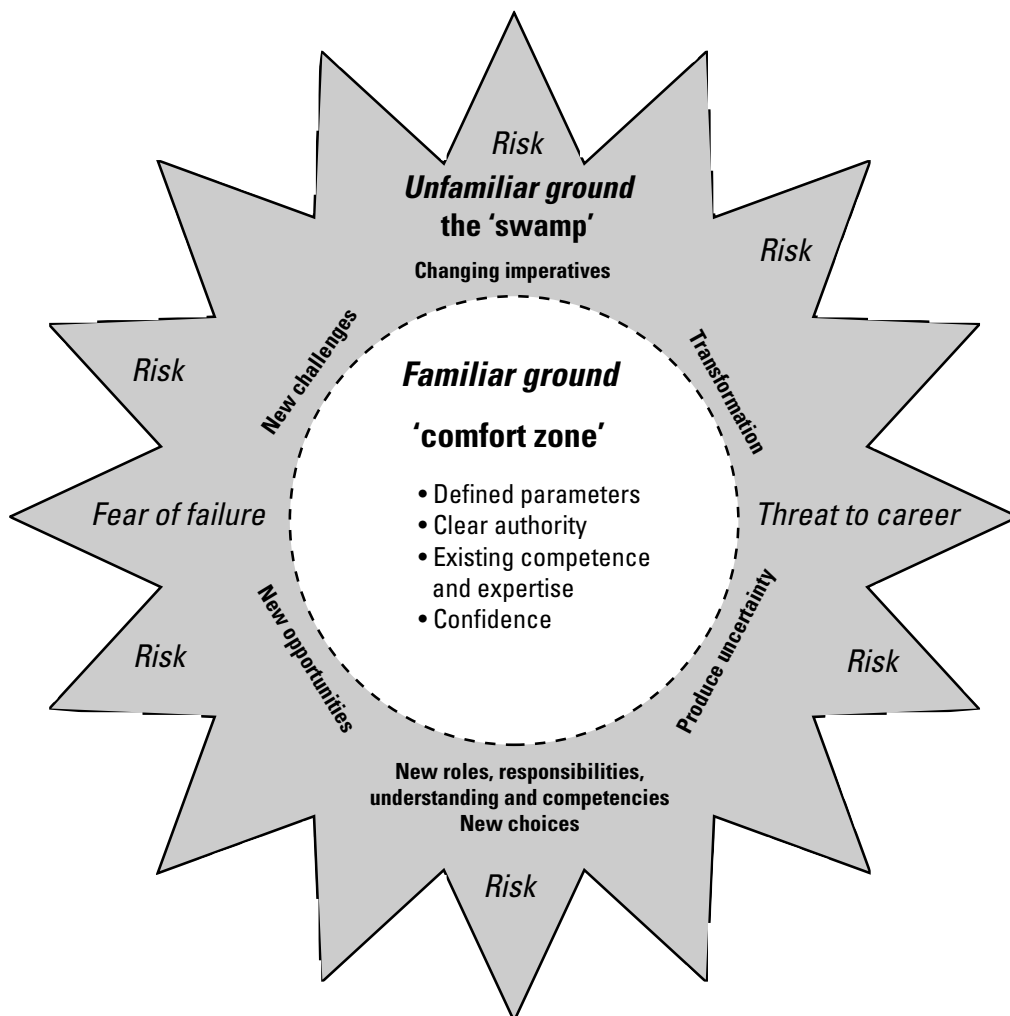 Risk
Unfamiliar ground
the ‘swamp’
Risk
Changing imperatives
New challenges
Transformation
Risk
Familiar ground
‘comfort zone’
• Defined parameters
• Clear authority
• Existing competence
and expertise
• Confidence
Fear of failure
Threat to career
New opportunities
Produce uncertainty
Risk
Risk
New roles, responsibilities,
understanding and competencies
New choices
Risk